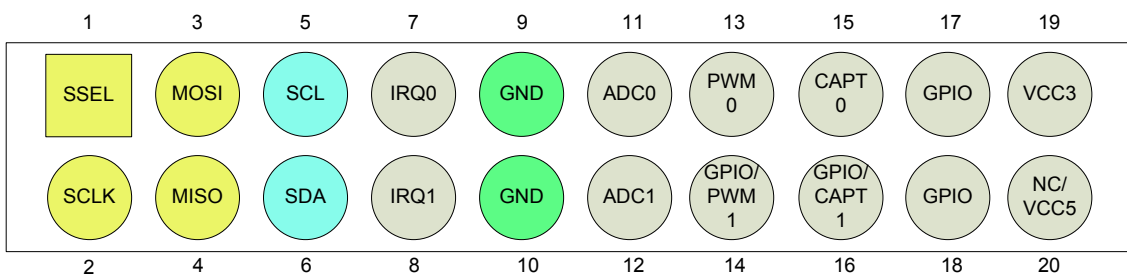 1 3 5 7 9 11 13 15 17 19
SSEL MOSI SCL IRQ0 GND ADC0 PWM 0 CAPT 0 GPIO VCC3
SCLK MISO SDA IRQ1 GND ADC1 GPIO/ PWM 1 GPIO/ CAPT 1 GPIO NC/ VCC5
2 4 6 8 10 12 14 16 18 20